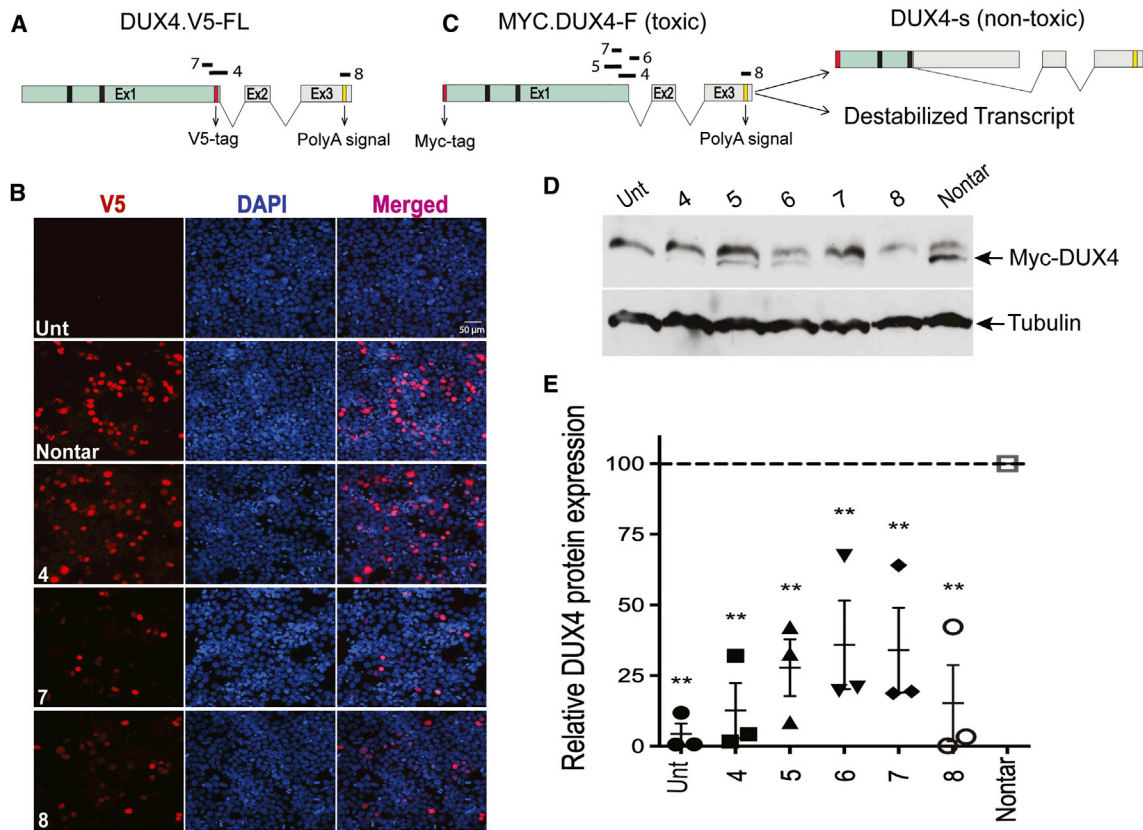 A
DUX4.V5-FL
7
4
8
Ex1
Ex2
Ex3
V5-tag
PolyA signal
C
MYC.DUX4-F (toxic)
7
6
5
4
8
Ex1
Ex2
Ex3
Myc-tag
PolyA signal
DUX4-s (non-toxic)
Destabilized Transcript
B
V5
DAPI
Merged
Unt
50 µm
Nontar
4
7
8
D
Unt
4
5
6
7
8
Nontar
Myc-DUX4
Tubulin
E
Relative DUX4 protein expression
100
75
50
25
0
**
**
**
**
**
**
Unt
4
5
6
7
8
Nontar